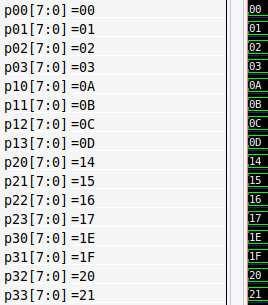 p00[7:0]=00 00
p01[7:0]=01 01
p02[7:0]=02 02
p03[7:0]=03 03
p10[7:0]=0A 0A
p11[7:0]=0B 0B
p12[7:0]=0C 0C
p13[7:0]=0D 0D
p20[7:0]=14 14
p21[7:0]=15 15
p22[7:0]=16 16
p23[7:0]=17 17
p30[7:0]=1E 1E
p31[7:0]=1F 1F
p32[7:0]=20 20
p33[7:0]=21 21